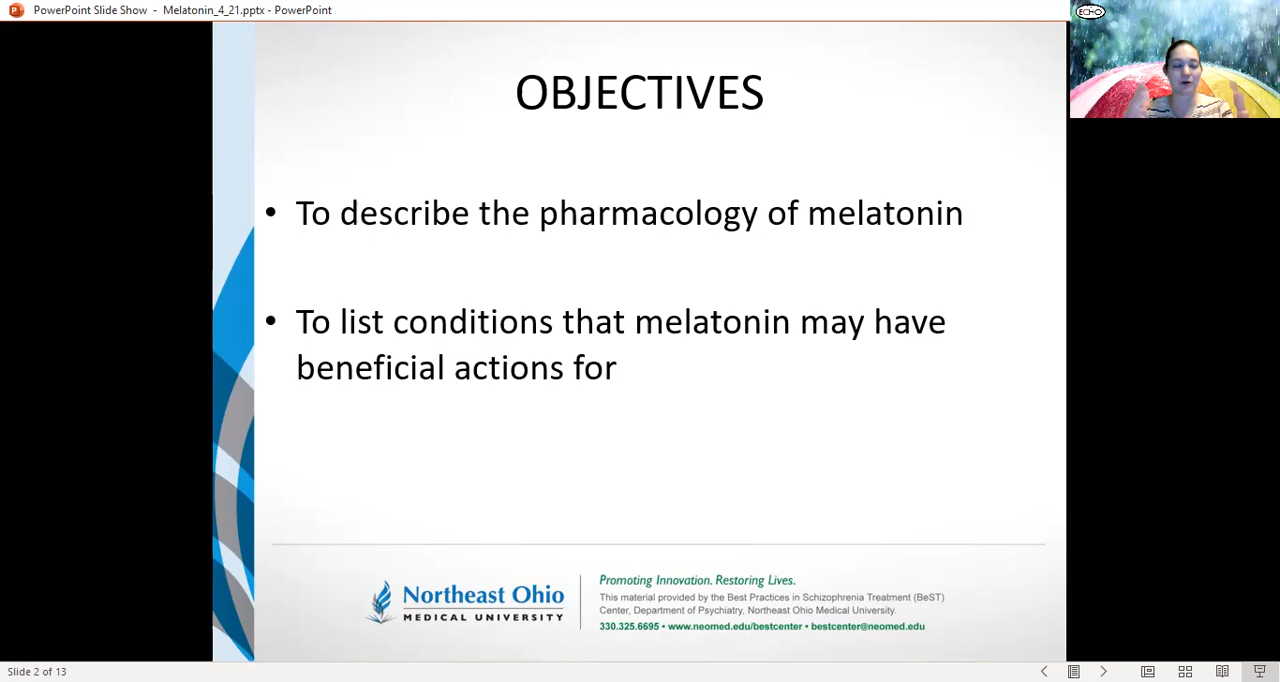 PowerPoint Slide Show - Melatonin_4_21.pptx - PowerPoint
ECHO
OBJECTIVES
• To describe the pharmacology of melatonin
• To list conditions that melatonin may have
beneficial actions for
Northeast Ohio
MEDICAL UNIVERSITY
Promoting Innovation. Restoring Lives.
This material provided by the Best Practices in Schizophrenia Treatment (BeST)
Center, Department of Psychiatry, Northeast Ohio Medical University.
330.325.6695 • www.neomed.edu/bestcenter • bestcenter@neomed.edu
Slide 2 of 13